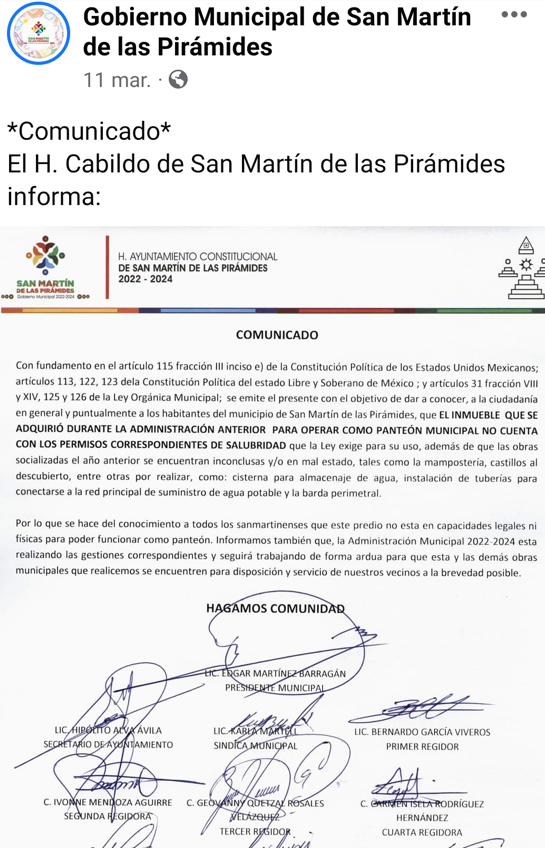 Gobierno Municipal de San Martín
de las Pirámides
11 mar. ·
*Comunicado*
El H. Cabildo de San Martín de las Pirámides
informa:
SAN MARTÍN
DE LAS PIRÁMIDES
Gobierno Municipal 2022-2024
H. AYUNTAMIENTO CONSTITUCIONAL
DE SAN MARTÍN DE LAS PIRÁMIDES
2022 - 2024
COMUNICADO
Con fundamento en el artículo 115 fracción III inciso e) de la Constitución Política de los Estados Unidos Mexicanos;
artículos 113, 122, 123 dela Constitución Política del estado Libre y Soberano de México ; y artículos 31 fracción VIII
y XIV, 125 y 126 de la Ley Orgánica Municipal; se emite el presente con el objetivo de dar a conocer, a la ciudadanía
en general y puntualmente a los habitantes del municipio de San Martín de las Pirámides, que EL INMUEBLE QUE SE
ADQUIRIÓ DURANTE LA ADMINISTRACIÓN ANTERIOR PARA OPERAR COMO PANTEÓN MUNICIPAL NO CUENTA
CON LOS PERMISOS CORRESPONDIENTES DE SALUBRIDAD que la Ley exige para su uso, además de que las obras
socializadas el año anterior se encuentran inconclusas y/o en mal estado, tales como la mampostería, castillos al
descubierto, entre otras por realizar, como: cisterna para almacenaje de agua, instalación de tuberías para
conectarse a la red principal de suministro de agua potable y la barda perimetral.
Por lo que se hace del conocimiento a todos los sanmartinenses que este predio no esta en capacidades legales ni
físicas para poder funcionar como panteón. Informamos también que, la Administración Municipal 2022-2024 esta
realizando las gestiones correspondientes y seguirá trabajando de forma ardua para que esta y las demás obras
municipales que realicemos se encuentren para disposición y servicio de nuestros vecinos a la brevedad posible.
HAGAMOS COMUNIDAD
LIC. EDGAR MARTÍNEZ BARRAGÁN
PRESIDENTE MUNICIPAL
LIC. HIPÓLITO ALVA ÁVILA
SECRETARIO DE AYUNTAMIENTO
LIC. KARLA MARTELL
SINDÍCA MUNICIPAL
LIC. BERNARDO GARCÍA VIVEROS
PRIMER REGIDOR
C. IVONNE MENDOZA AGUIRRE
SEGUNDA REGIDORA
C. GEOVANNY QUETZAL ROSALES
VELÁZQUEZ
TERCER REGIDOR
C. CARMEN ISELA RODRÍGUEZ
HERNÁNDEZ
CUARTA REGIDORA